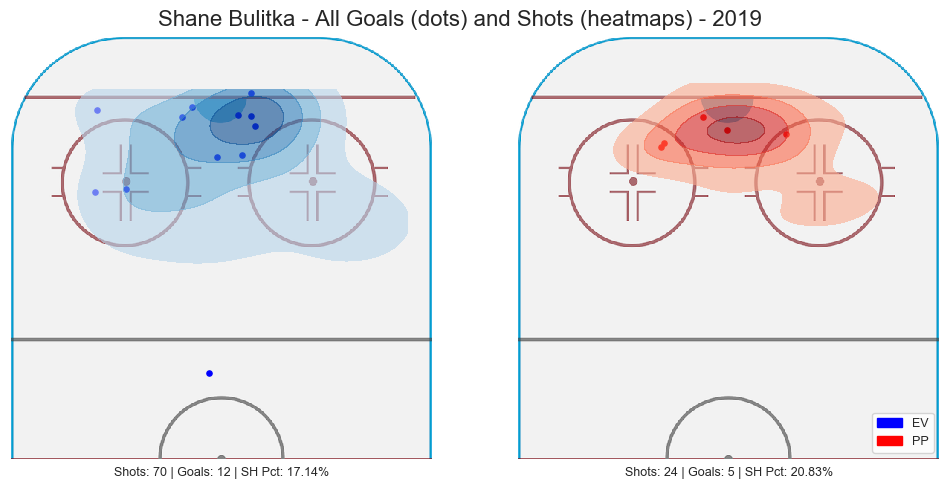 Shane Bulitka - All Goals (dots) and Shots (heatmaps) - 2019
EV
PP
Shots: 70 | Goals: 12 | SH Pct: 17.14%
Shots: 24 | Goals: 5 | SH Pct: 20.83%